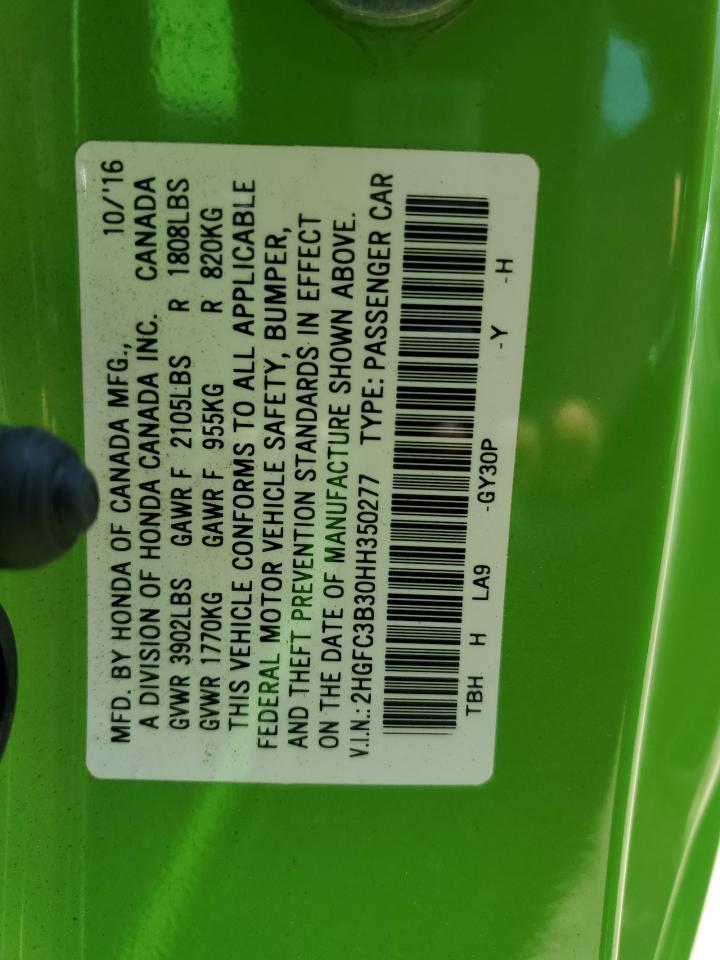 MFD. BY HONDA OF CANADA MFG., 10/'16
A DIVISION OF HONDA CANADA INC. CANADA
GVWR 3902LBS GAWR F 2105LBS R 1808LBS
GVWR 1770KG GAWR F 955KG R 820KG
THIS VEHICLE CONFORMS TO ALL APPLICABLE
FEDERAL MOTOR VEHICLE SAFETY, BUMPER,
AND THEFT PREVENTION STANDARDS IN EFFECT
ON THE DATE OF MANUFACTURE SHOWN ABOVE.
V.I.N.: 2HGFC3B30HH350277 TYPE: PASSENGER CAR
TBH H LA9 -GY30P -Y -H